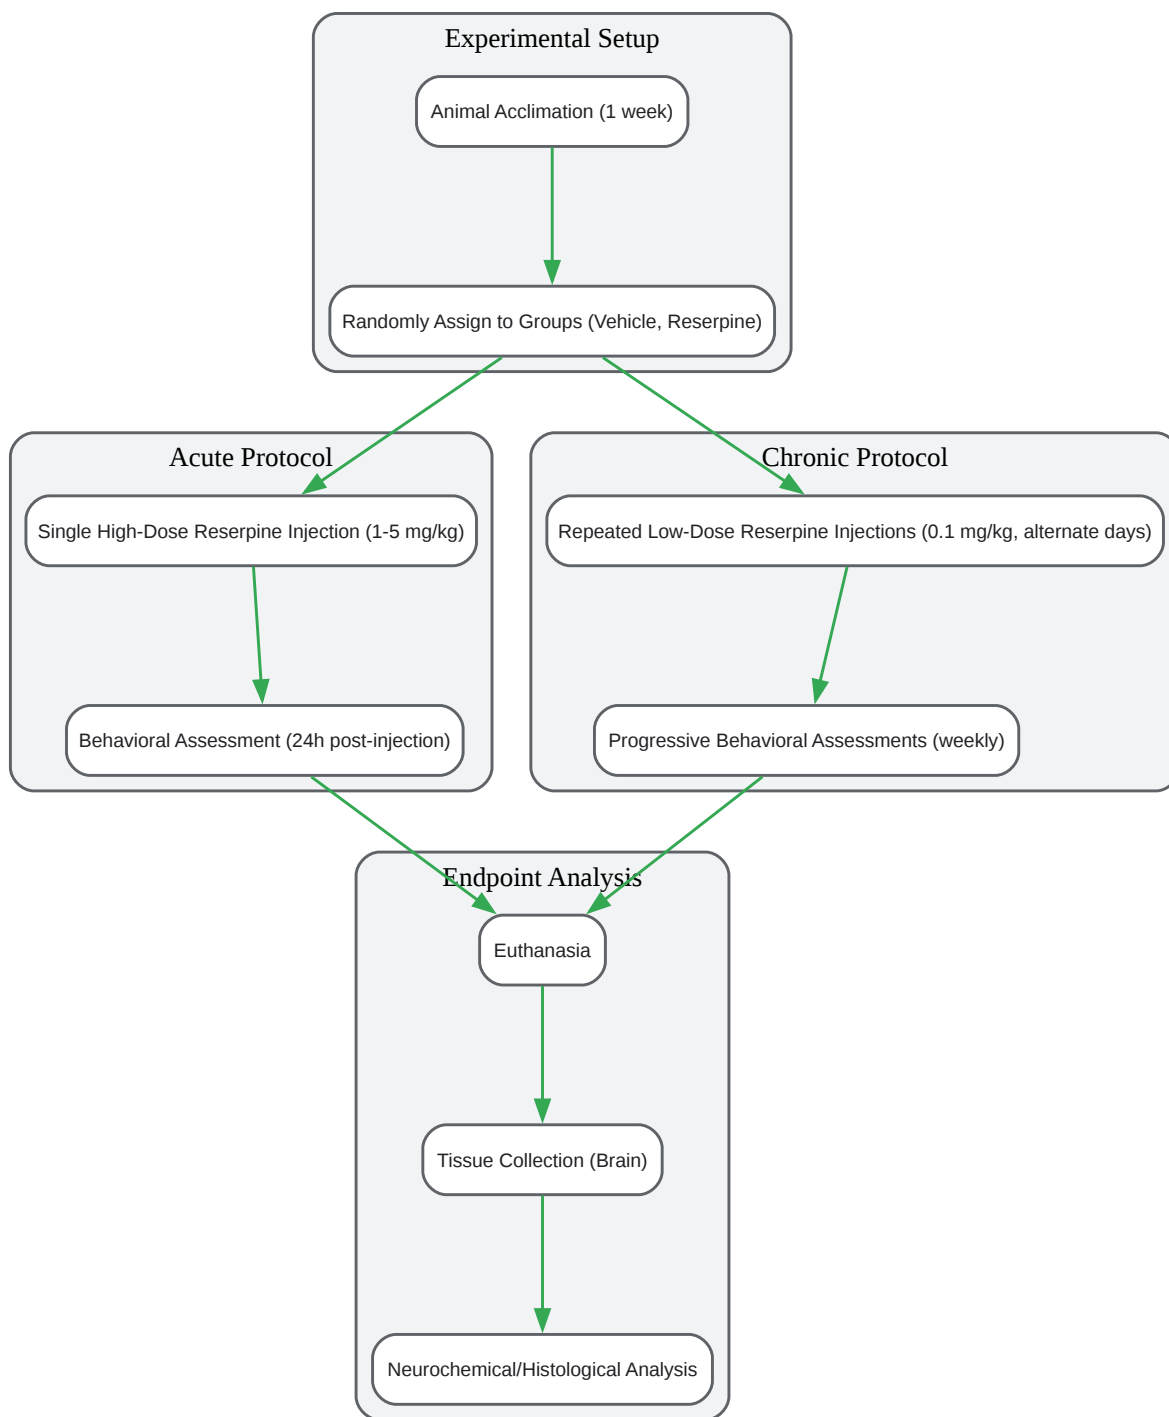 Experimental Setup
Animal Acclimation (1 week)
Randomly Assign to Groups (Vehicle, Reserpine)
Acute Protocol
Single High-Dose Reserpine Injection (1-5 mg/kg)
Behavioral Assessment (24h post-injection)
Chronic Protocol
Repeated Low-Dose Reserpine Injections (0.1 mg/kg, alternate days)
Progressive Behavioral Assessments (weekly)
Endpoint Analysis
Euthanasia
Tissue Collection (Brain)
Neurochemical/Histological Analysis